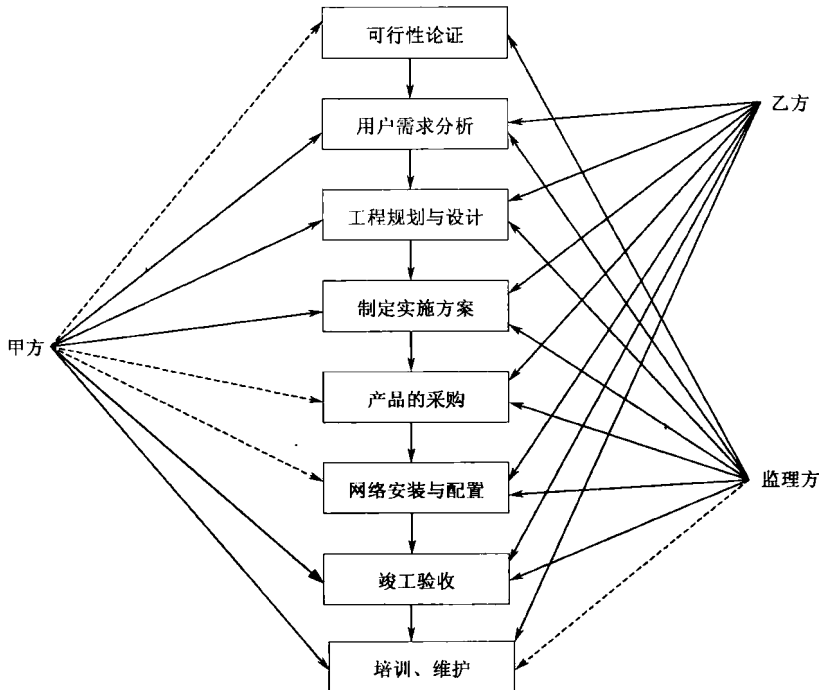 可行性论证
乙方
用户需求分析
工程规划与设计
制定实施方案
甲方
产品的采购
网络安装与配置
监理方
竣工验收
培训、维护